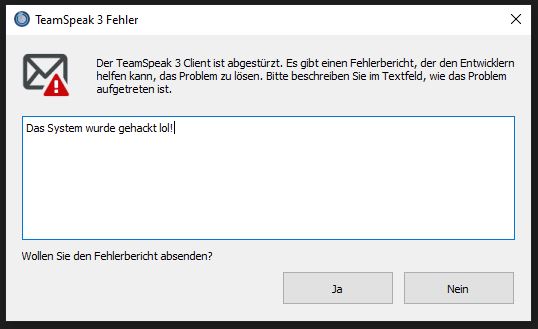 TeamSpeak 3 Fehler
Der TeamSpeak 3 Client ist abgestürzt. Es gibt einen Fehlerbericht, der den Entwicklern
helfen kann, das Problem zu lösen. Bitte beschreiben Sie im Textfeld, wie das Problem
aufgetreten ist.
Das System wurde gehackt lol!
Wollen Sie den Fehlerbericht absenden?
Ja
Nein